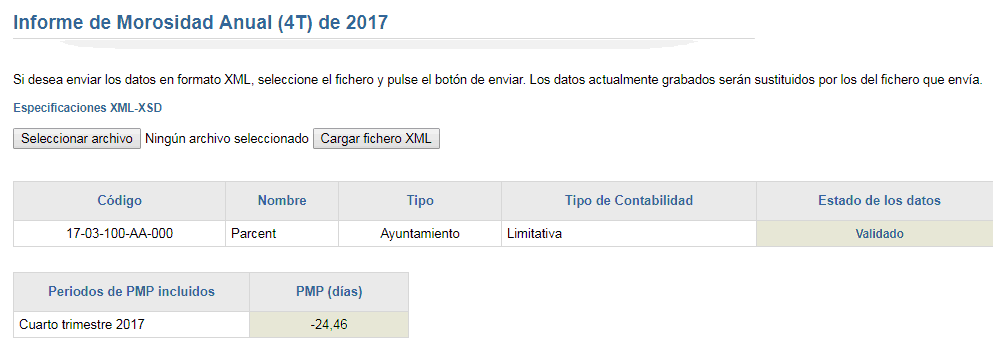 Informe de Morosidad Anual (4T) de 2017
Si desea enviar los datos en formato XML, seleccione el fichero y pulse el botón de enviar. Los datos actualmente grabados serán sustituidos por los del fichero que envía.
Especificaciones XML-XSD
Seleccionar archivo Ningún archivo seleccionado Cargar fichero XML
Código Nombre Tipo Tipo de Contabilidad Estado de los datos
17-03-100-AA-000 Parcent Ayuntamiento Limitativa Validado
Periodos de PMP incluidos PMP (días)
Cuarto trimestre 2017 -24,46